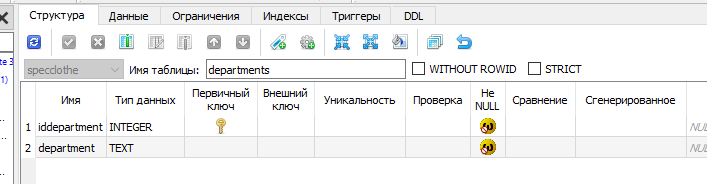 Структура Данные Ограничения Индексы Триггеры DDL
te 3
specclothe Имя таблицы: departments WITHOUT ROWID STRICT
1)
Имя Тип данных Первичный ключ Внешний ключ Уникальность Проверка Не NULL Сравнение Сгенерированное
1 iddepartment INTEGER NUL
2 department TEXT NUL